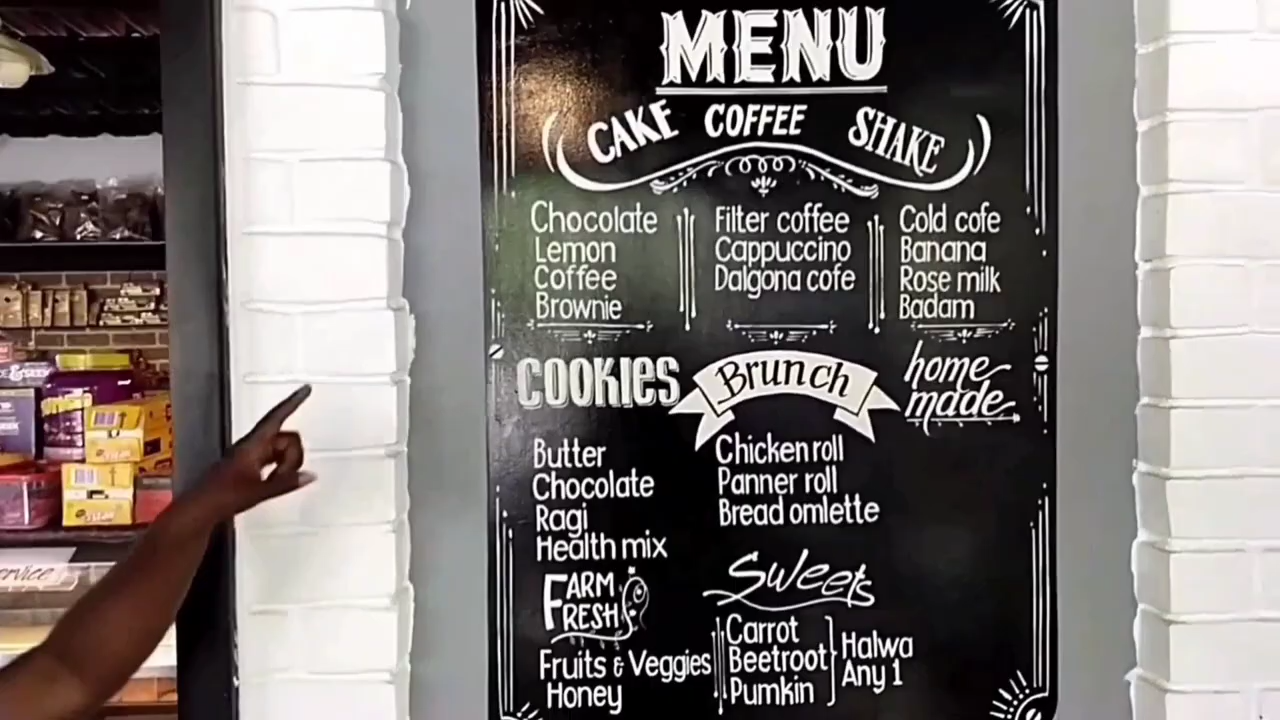 MENU
CAKE COFFEE SHAKE
Chocolate
Lemon
Coffee
Brownie
Filter coffee
Cappuccino
Dalgona cofe
Cold cofe
Banana
Rose milk
Badam
COOKIES
Butter
Chocolate
Ragi
Health mix
Brunch
Chicken roll
Panner roll
Bread omlette
home
made
FARM
FRESH
Fruits & Veggies
Honey
Sweets
Carrot
Beetroot
Pumkin
Halwa
Any 1